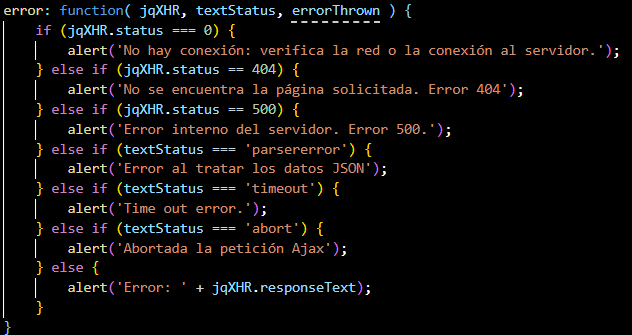 error: function( jqXHR, textStatus, errorThrown ) {
if (jqXHR.status === 0) {
alert('No hay conexión: verifica la red o la conexión al servidor.');
} else if (jqXHR.status == 404) {
alert('No se encuentra la página solicitada. Error 404');
} else if (jqXHR.status == 500) {
alert('Error interno del servidor. Error 500.');
} else if (textStatus === 'parsererror') {
alert('Error al tratar los datos JSON');
} else if (textStatus === 'timeout') {
alert('Time out error.');
} else if (textStatus === 'abort') {
alert('Abortada la petición Ajax');
} else {
alert('Error: ' + jqXHR.responseText);
}
}